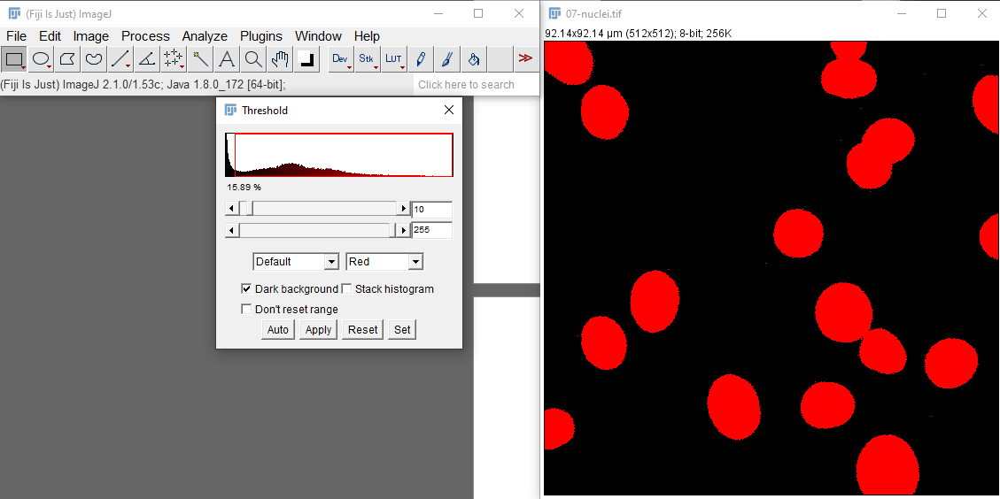 (Fiji Is Just) ImageJ
File Edit Image Process Analyze Plugins Window Help
Dev Stk LUT >>
(Fiji Is Just) ImageJ 2.1.0/1.53c; Java 1.8.0_172 [64-bit];
Click here to search
Threshold
15.89 %
10
255
Default
Red
Dark background
Stack histogram
Don't reset range
Auto Apply Reset Set
07-nuclei.tif
92.14x92.14 µm (512x512); 8-bit; 256K